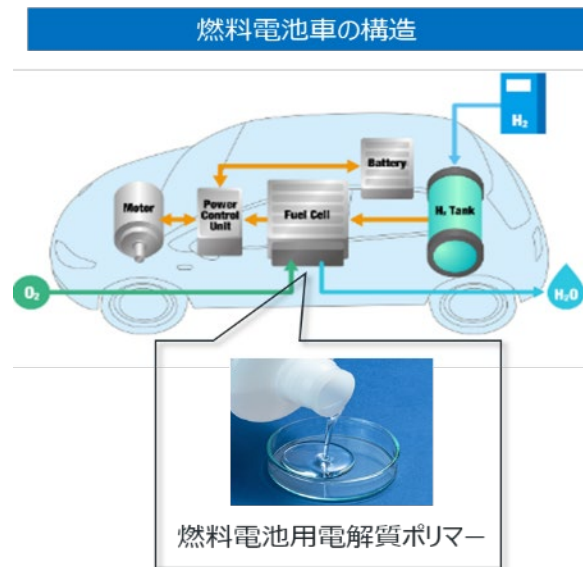 燃料電池車の構造
H₂
Battery
Motor
Power
Control
Unit
Fuel Cell
H₂ Tank
O₂
H₂O
燃料電池用電解質ポリマー